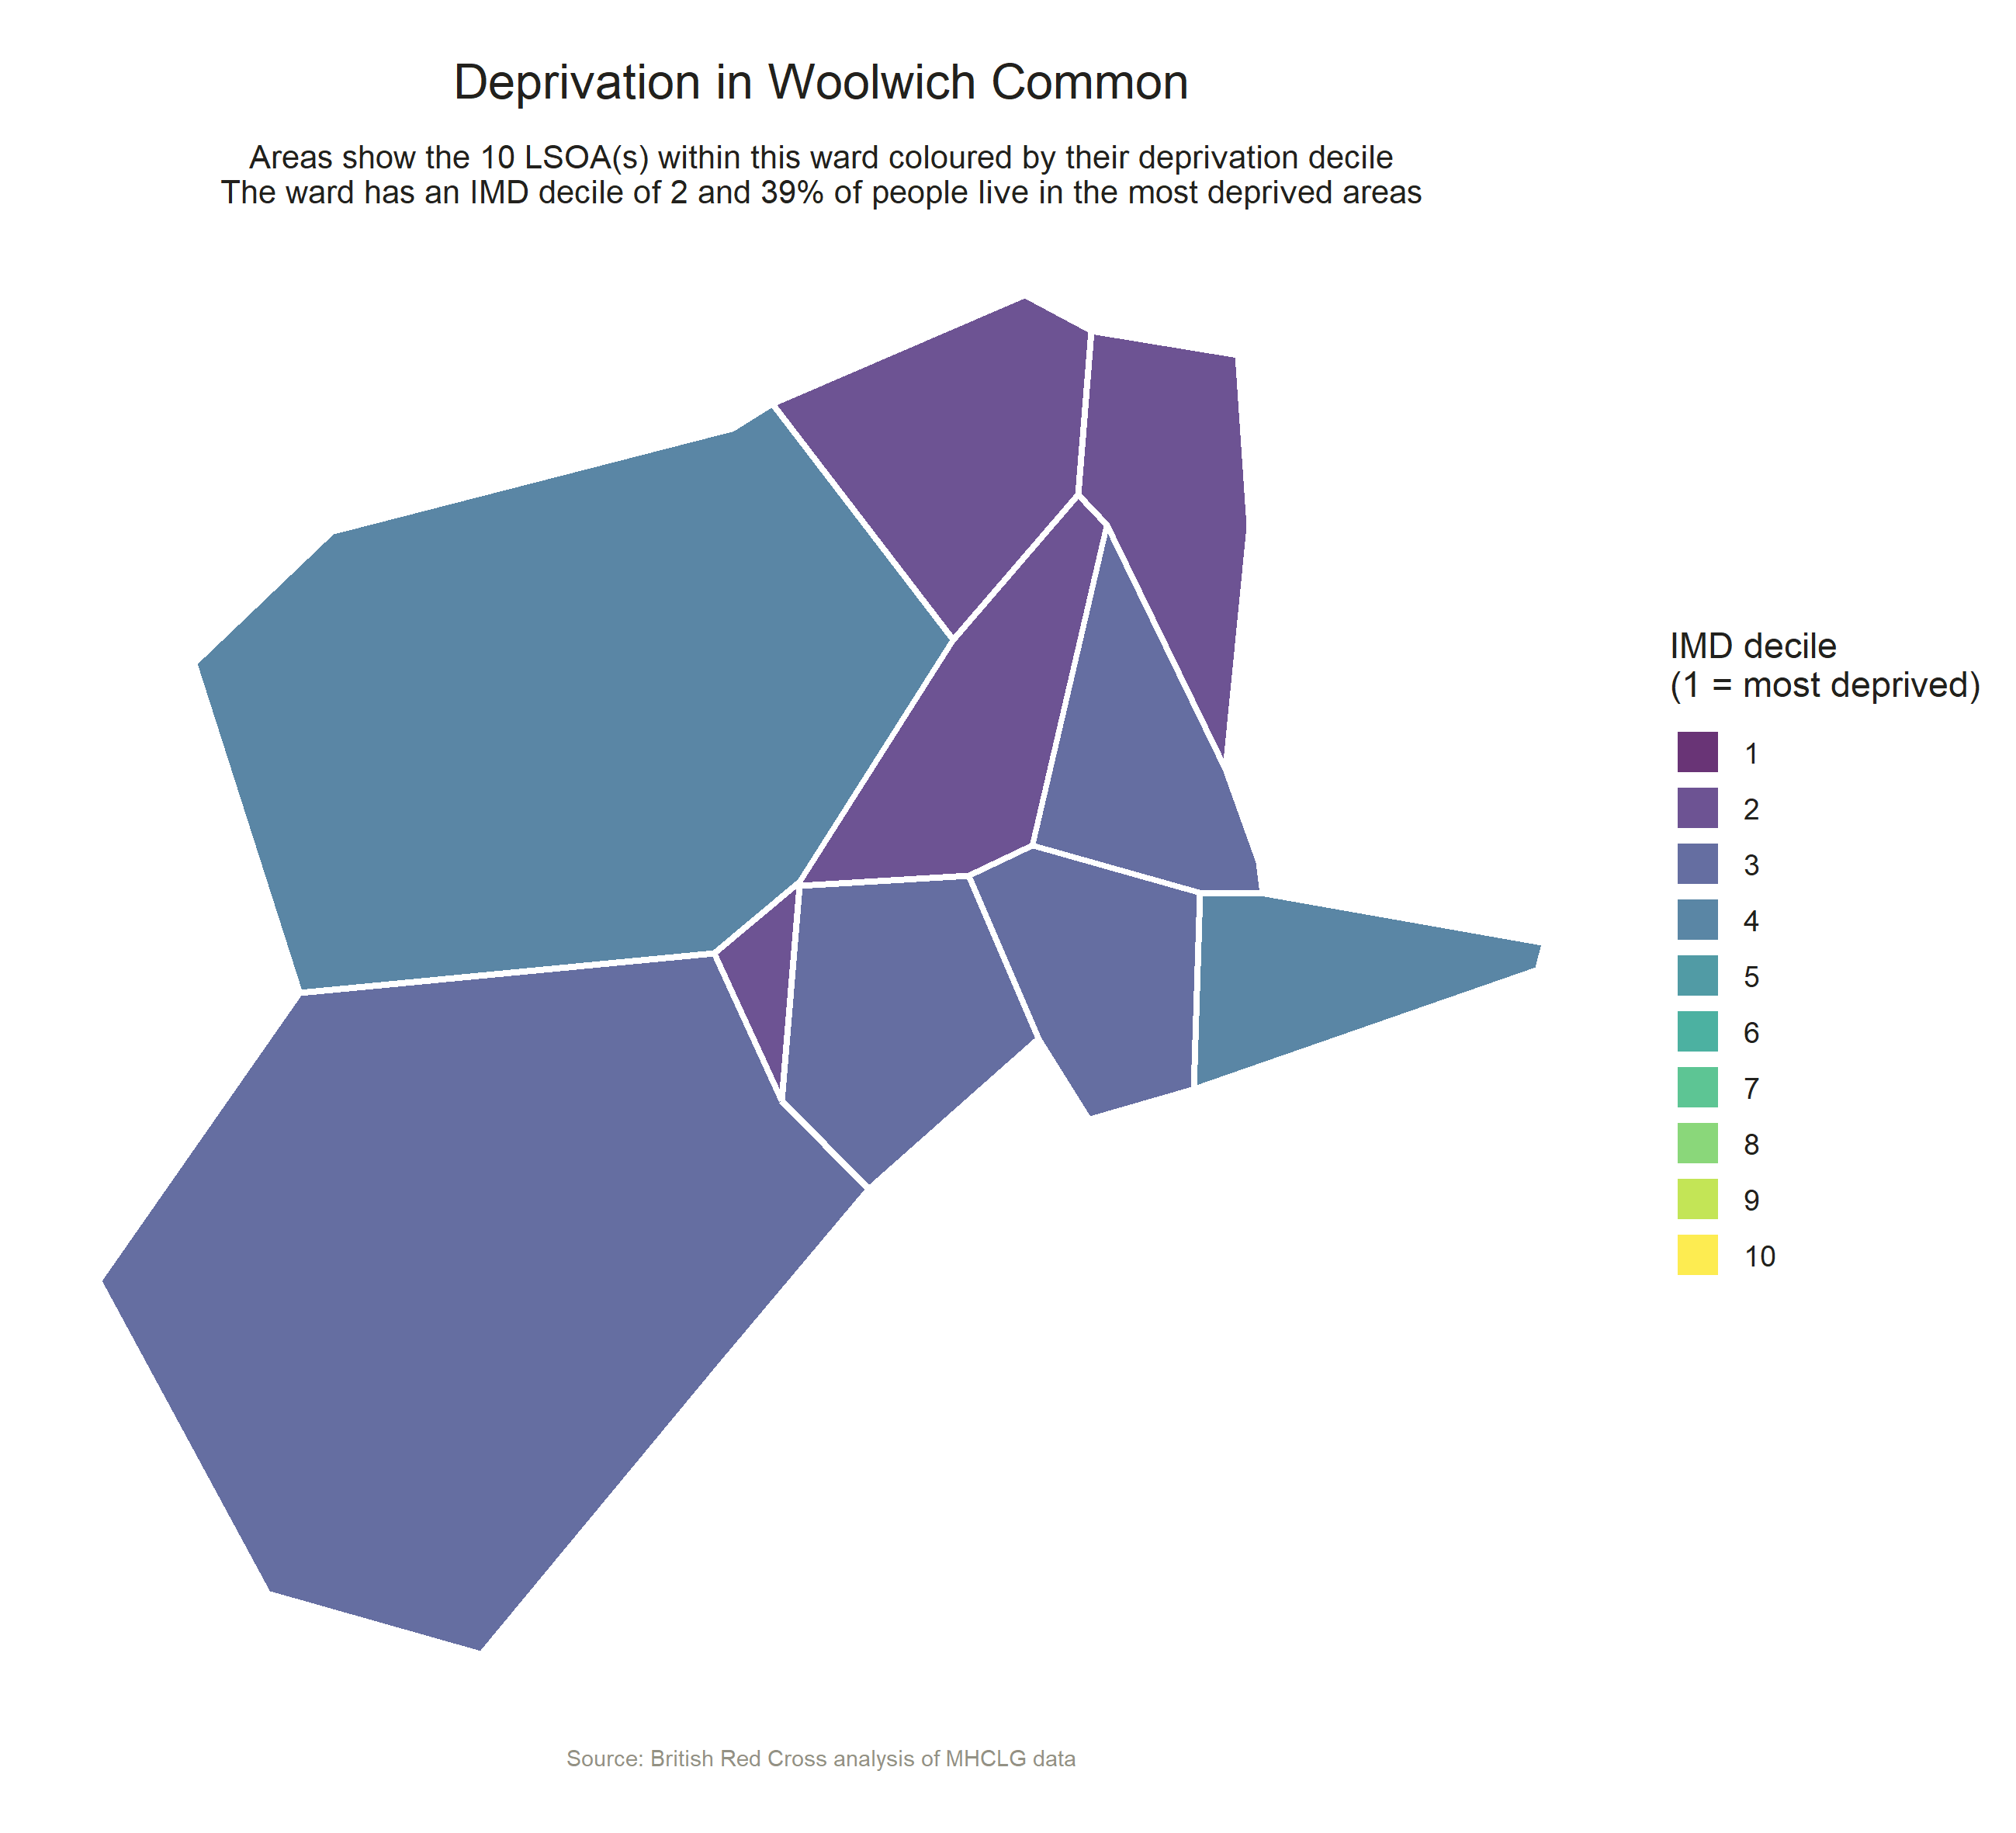 Deprivation in Woolwich Common
Areas show the 10 LSOA(s) within this ward coloured by their deprivation decile
The ward has an IMD decile of 2 and 39% of people live in the most deprived areas
IMD decile
(1 = most deprived)
1
2
3
4
5
6
7
8
9
10
Source: British Red Cross analysis of MHCLG data